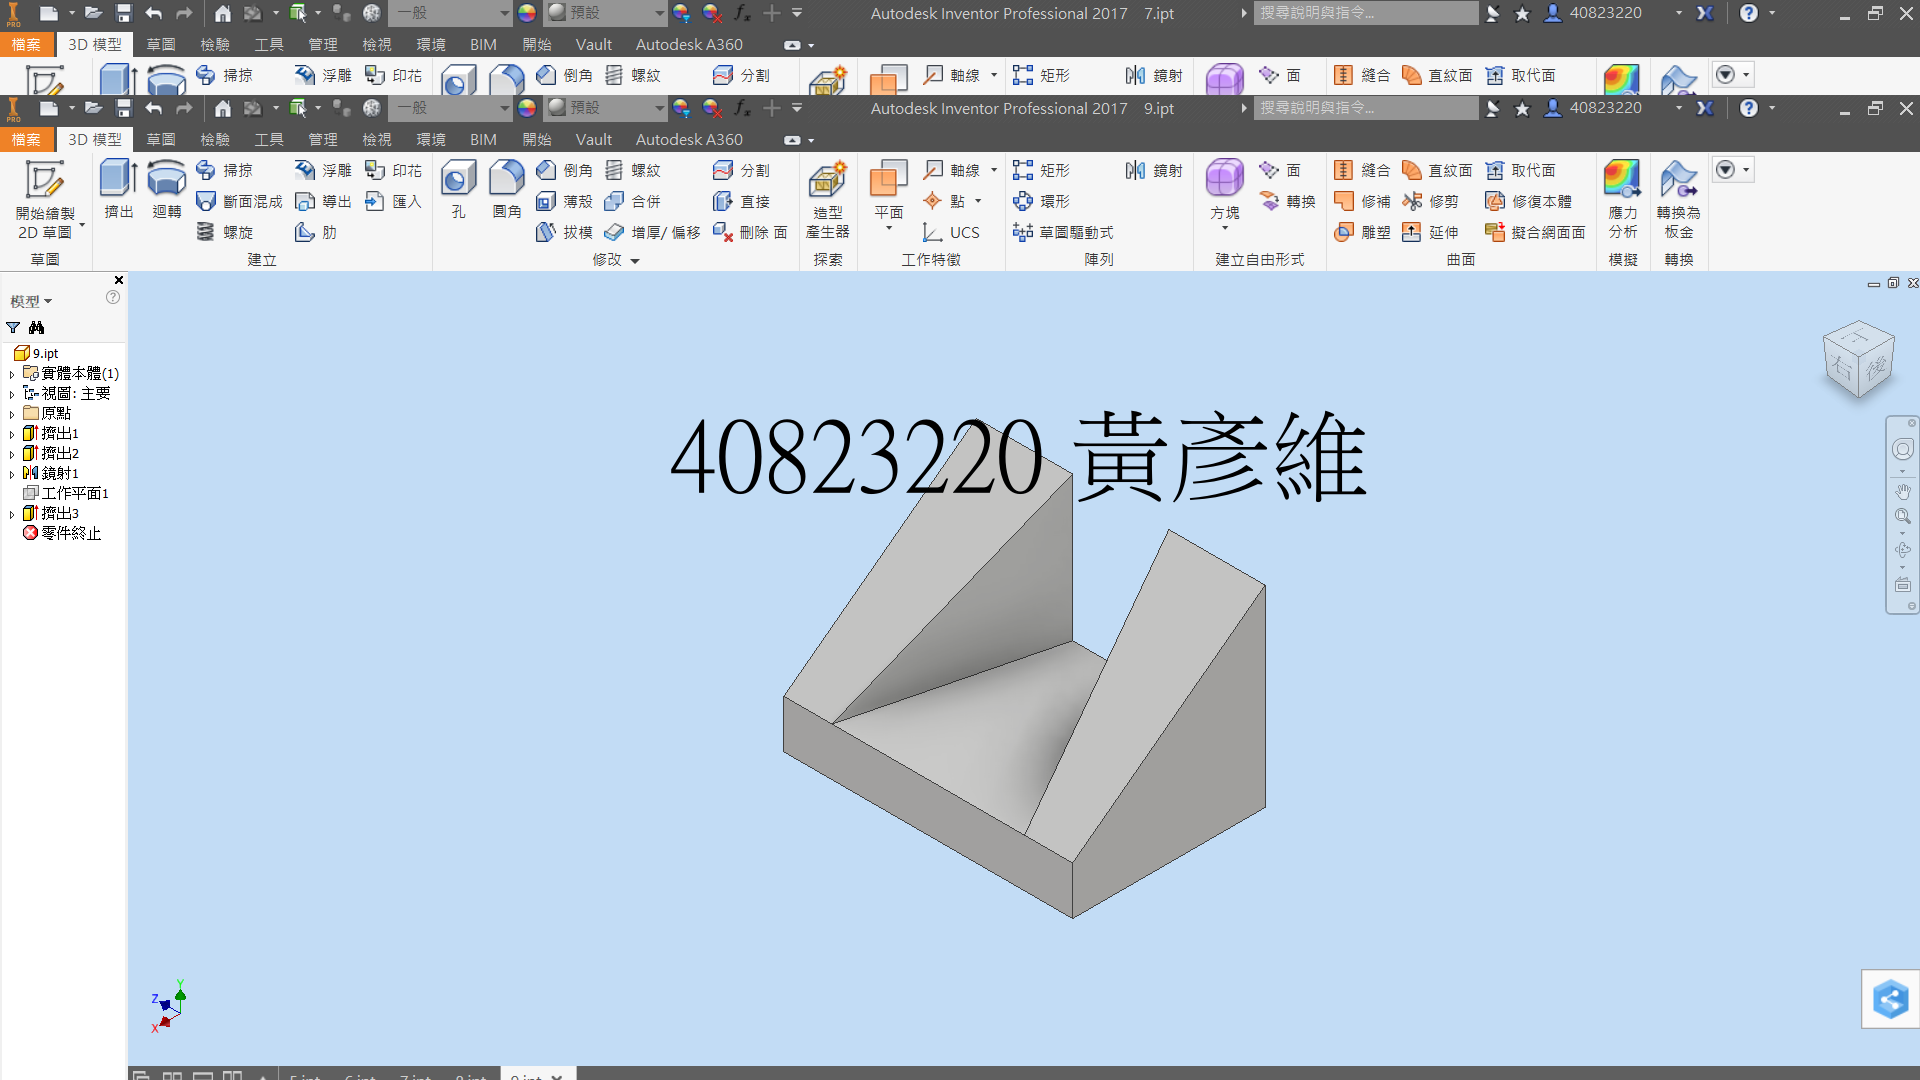 PRO 一般 預設 Autodesk Inventor Professional 2017 7.ipt 搜尋說明與指令... 40823220
檔案 3D 模型 草圖 檢驗 工具 管理 檢視 環境 BIM 開始 Vault Autodesk A360
掃掠 浮雕 印花 倒角 螺紋 分割 軸線 矩形 鏡射 面 縫合 直紋面 取代面
PRO 一般 預設 Autodesk Inventor Professional 2017 9.ipt 搜尋說明與指令... 40823220
檔案 3D 模型 草圖 檢驗 工具 管理 檢視 環境 BIM 開始 Vault Autodesk A360
掃掠 浮雕 印花 倒角 螺紋 分割 軸線 矩形 鏡射 面 縫合 直紋面 取代面
開始繪製 擠出 迴轉 斷面混成 導出 匯入 孔 圓角 薄殼 合併 直接 造型 平面 點 環形 方塊 轉換 修補 修剪 修復本體 應力 轉換為
2D 草圖 螺旋 肋 拔模 增厚/ 偏移 刪除 面 產生器 UCS 草圖驅動式 雕塑 延伸 擬合網面面 分析 板金
草圖 建立 修改 探索 工作特徵 陣列 建立自由形式 曲面 模擬 轉換
模型
9.ipt
實體本體(1)
視圖: 主要
原點
擠出1
擠出2
鏡射1
工作平面1
擠出3
零件終止
40823220 黃彥維
上
右 後
Y
Z
X
5.ipt 6.ipt 7.ipt 8.ipt 9.ipt